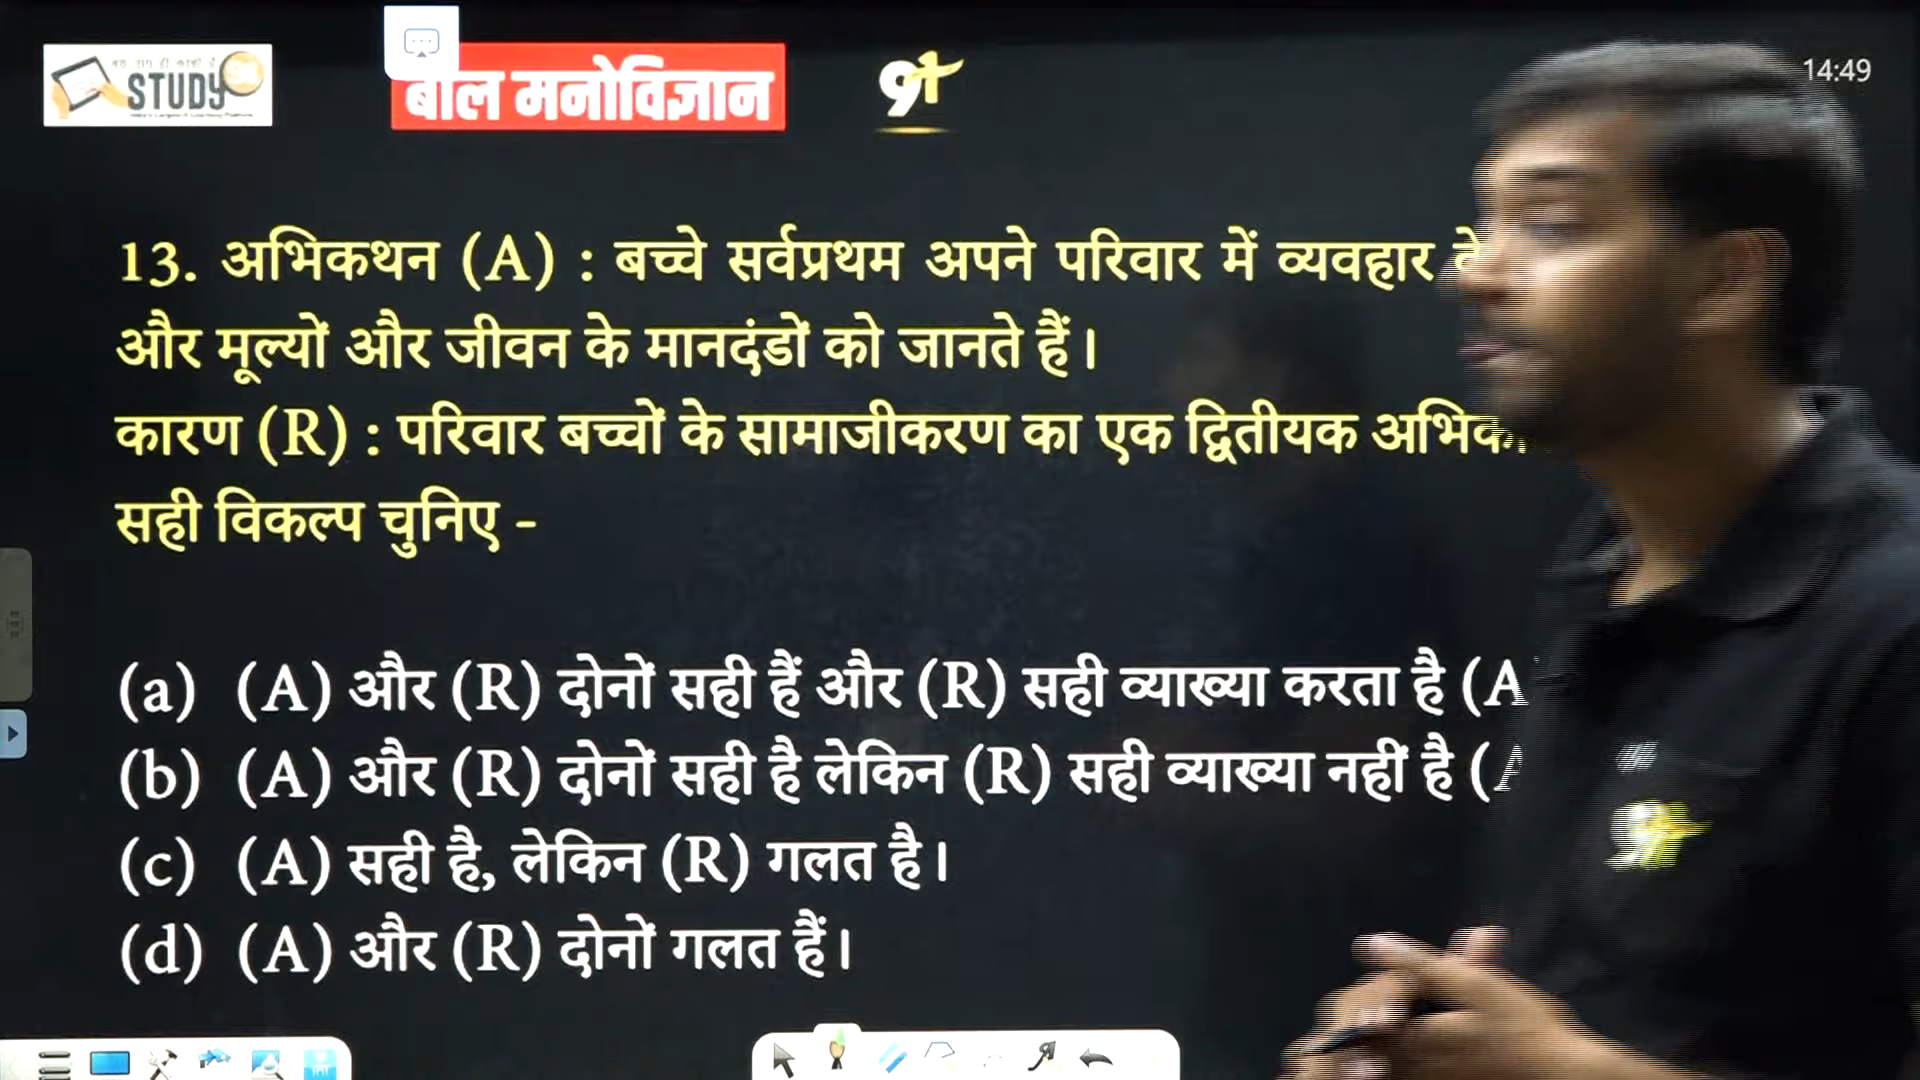 STUDY
बाल मनोविज्ञान
91
14:49
13. अभिकथन (A) : बच्चे सर्वप्रथम अपने परिवार में व्यवहार
और मूल्यों और जीवन के मानदंडों को जानते हैं।
कारण (R) : परिवार बच्चों के सामाजीकरण का एक द्वितीयक
सही विकल्प चुनिए -
(a) (A) और (R) दोनों सही हैं और (R) सही व्याख्या करता है (A
(b) (A) और (R) दोनों सही है लेकिन (R) सही व्याख्या नहीं है (A
(c) (A) सही है, लेकिन (R) गलत है।
(d) (A) और (R) दोनों गलत हैं।